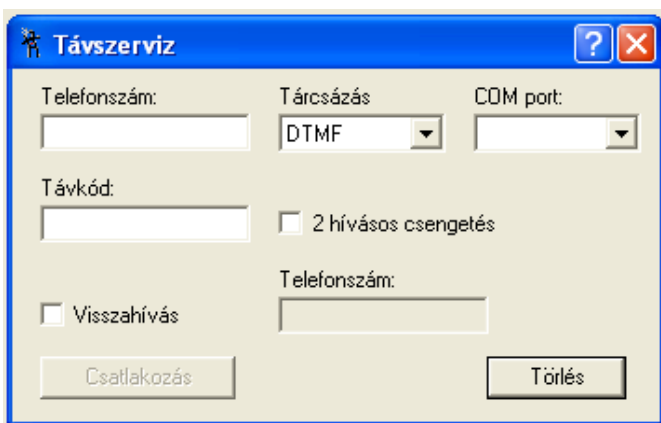 Távszerviz
Telefonszám: Tárcsázás COM port:
DTMF
Távkód:
2 hívásos csengetés
Telefonszám:
Visszahívás
Csatlakozás Törlés